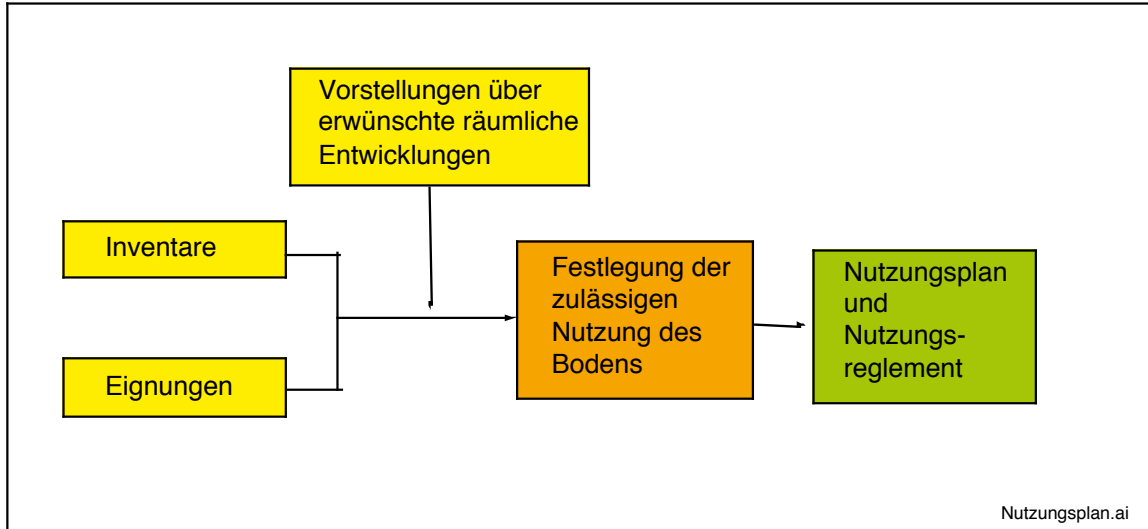 Vorstellungen über
erwünschte räumliche
Entwicklungen
Inventare
Eignungen
Festlegung der
zulässigen
Nutzung des
Bodens
Nutzungsplan
und
Nutzungs-
reglement
Nutzungsplan.ai